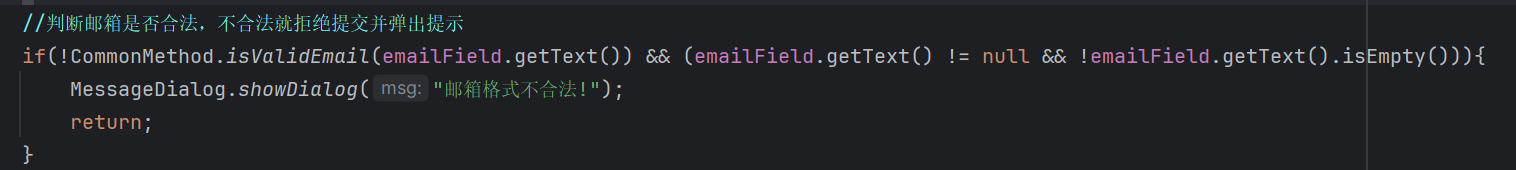 //判断邮箱是否合法，不合法就拒绝提交并弹出提示
if(!CommonMethod.isValidEmail(emailField.getText()) && (emailField.getText() != null && !emailField.getText().isEmpty())){
MessageDialog.showDialog( msg: "邮箱格式不合法!");
return;
}